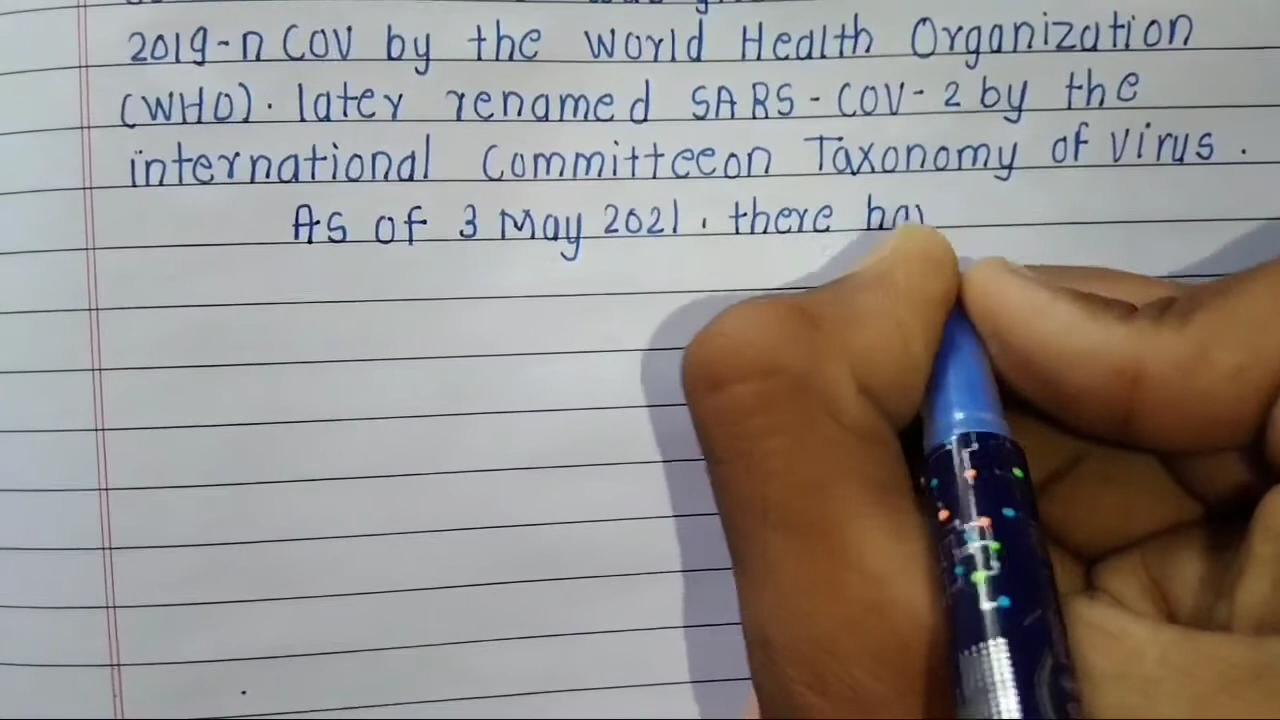 2019-n COV by the World Health Organization
(WHO). later renamed SARS-COV-2 by the
international Committeeon Taxonomy of Virus.
As of 3 May 2021. there